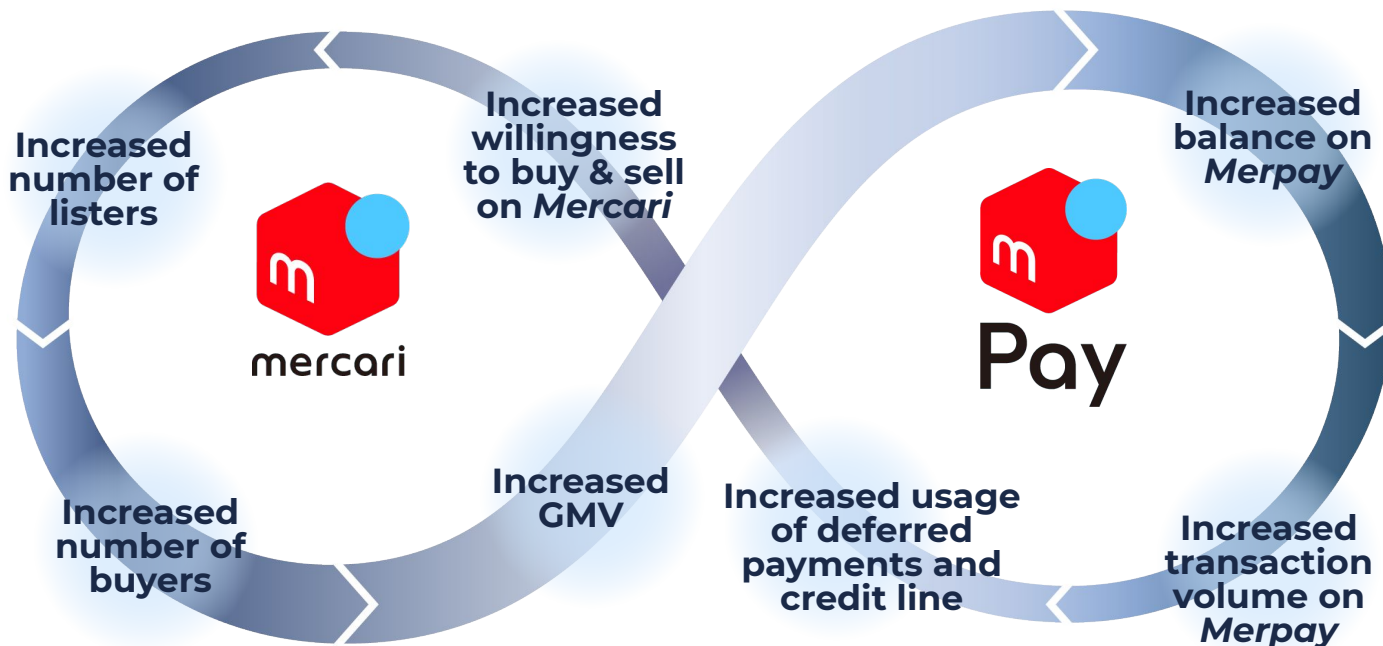 Increased
number of
listers
Increased
willingness
to buy & sell
on Mercari
m
mercari
Increased
number of
buyers
Increased
GMV
Increased
balance on
Merpay
m
Pay
Increased usage
of deferred
payments and
credit line
Increased
transaction
volume on
Merpay